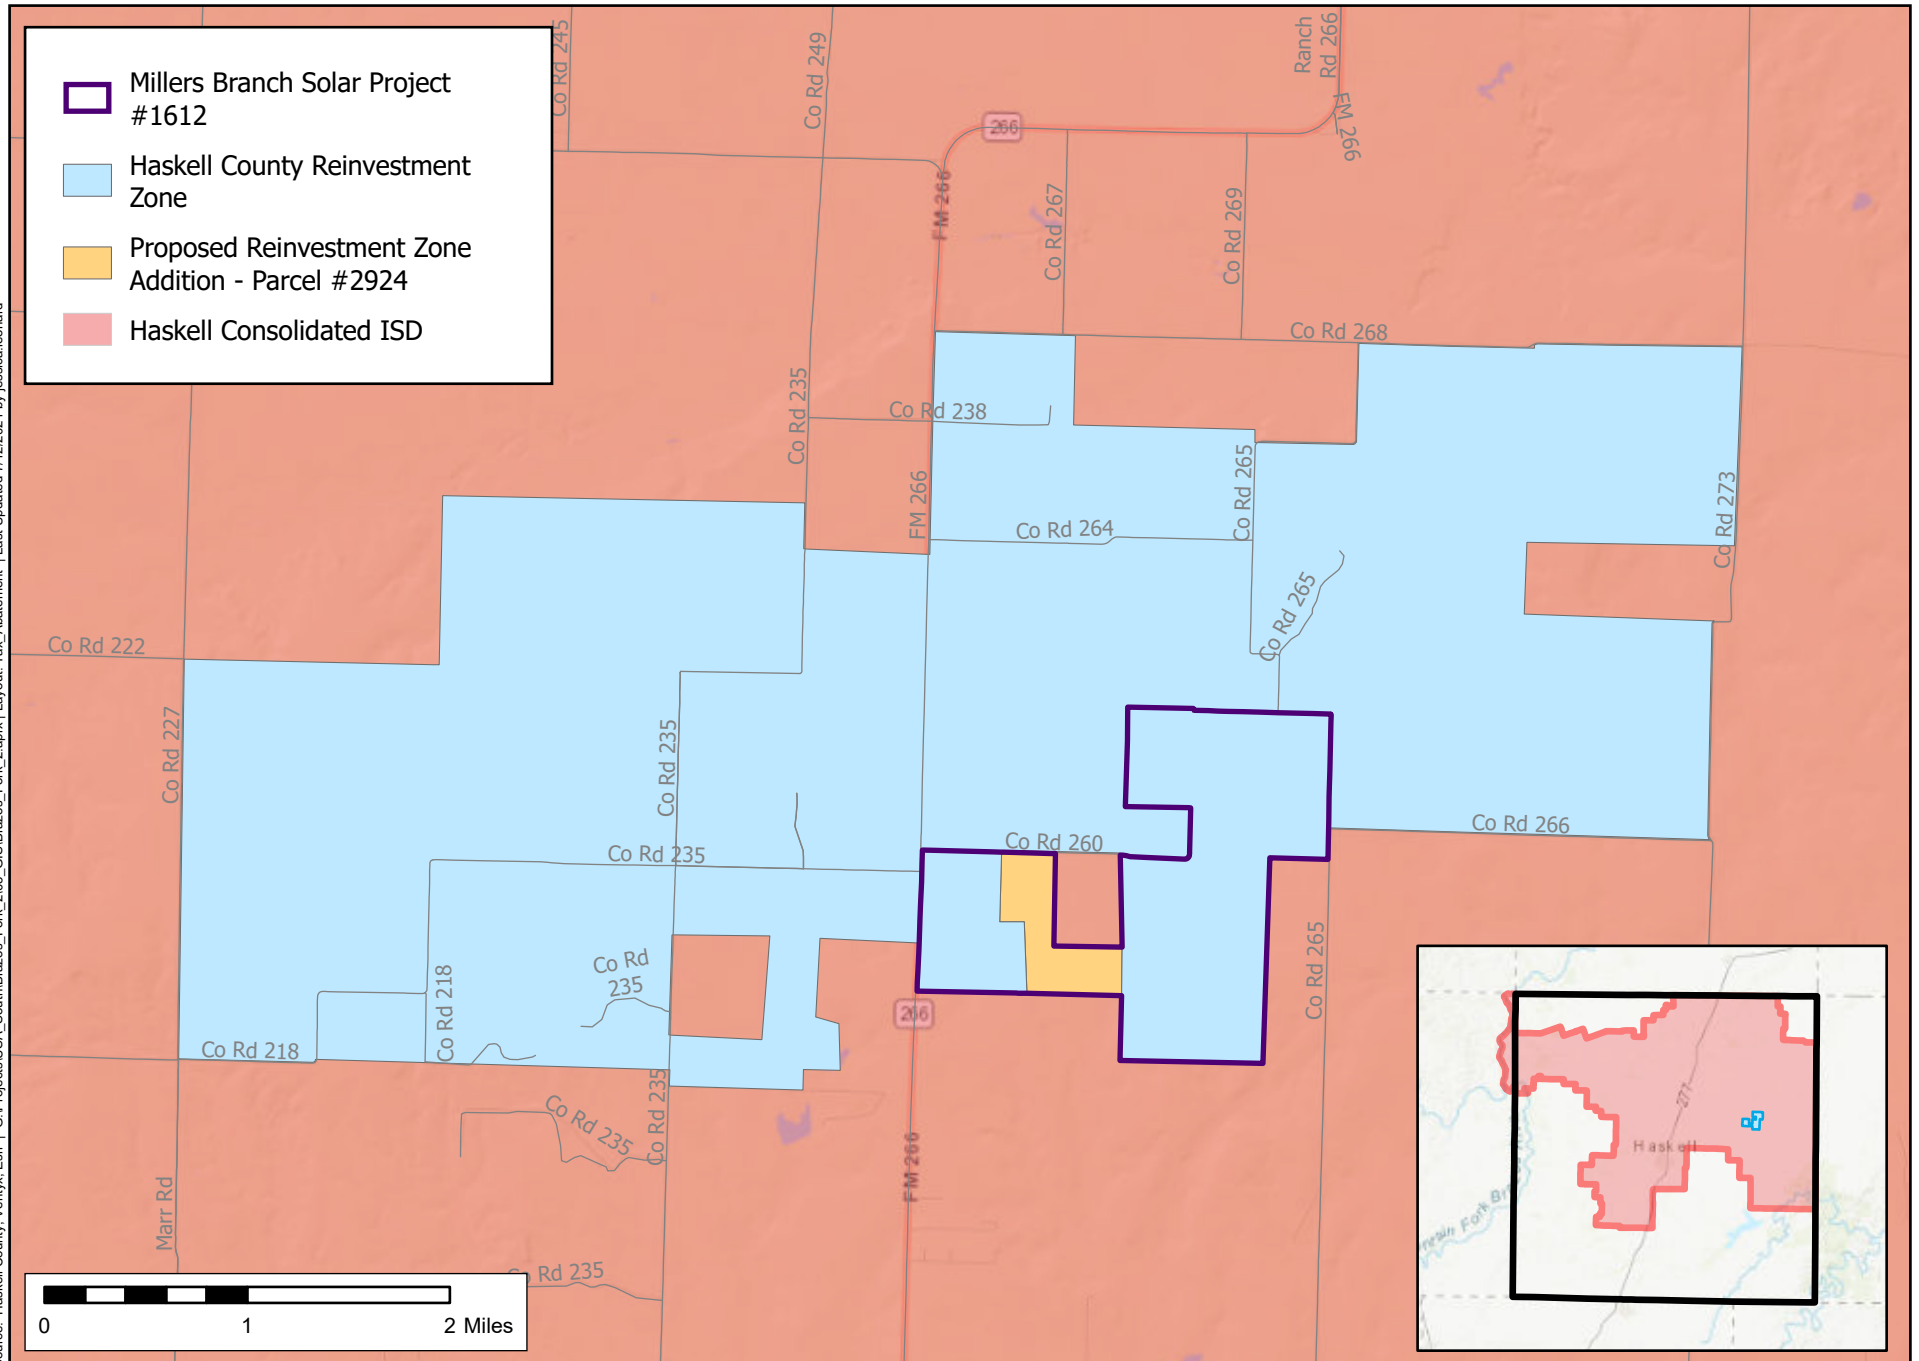 Millers Branch Solar Project
#1612
Haskell County Reinvestment
Zone
Proposed Reinvestment Zone
Addition - Parcel #2924
Haskell Consolidated ISD
Co Rd 245
Co Rd 249
Ranch
Rd 266
FM 266
266
FM 266
Co Rd 267
Co Rd 269
Co Rd 268
Co Rd 235
Co Rd 238
FM 266
Co Rd 265
Co Rd 273
Co Rd 264
Co Rd 265
Co Rd 222
Co Rd 227
Co Rd 235
Co Rd 260
Co Rd 266
Co Rd 235
Co Rd 218
Co Rd
235
Co Rd 265
266
Co Rd 218
Co Rd 235
Co Rd 235
FM 266
Marr Rd
Co Rd 235
277
Haskell
0
1
2 Miles